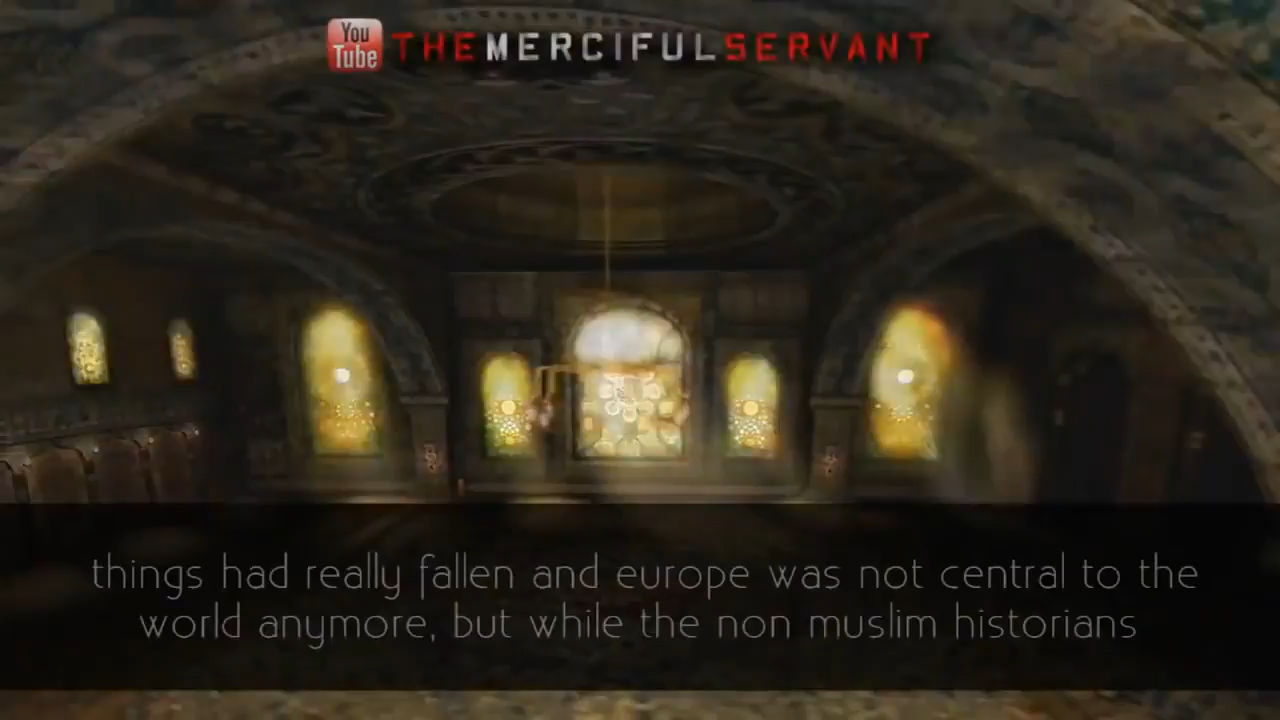 You Tube THEMERCIFULSERVANT
things had really fallen and europe was not central to the
world anymore, but while the non muslim historians